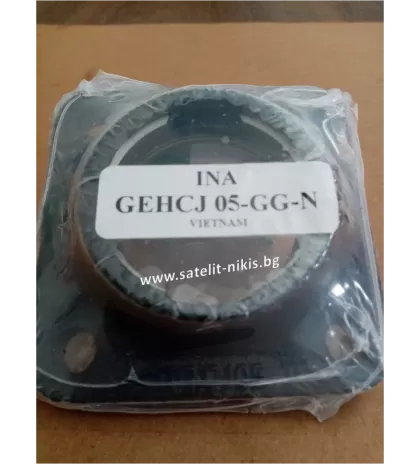 INA
GEHCJ 05-GG-N
VIETNAM
www.satelit-nikis.bg